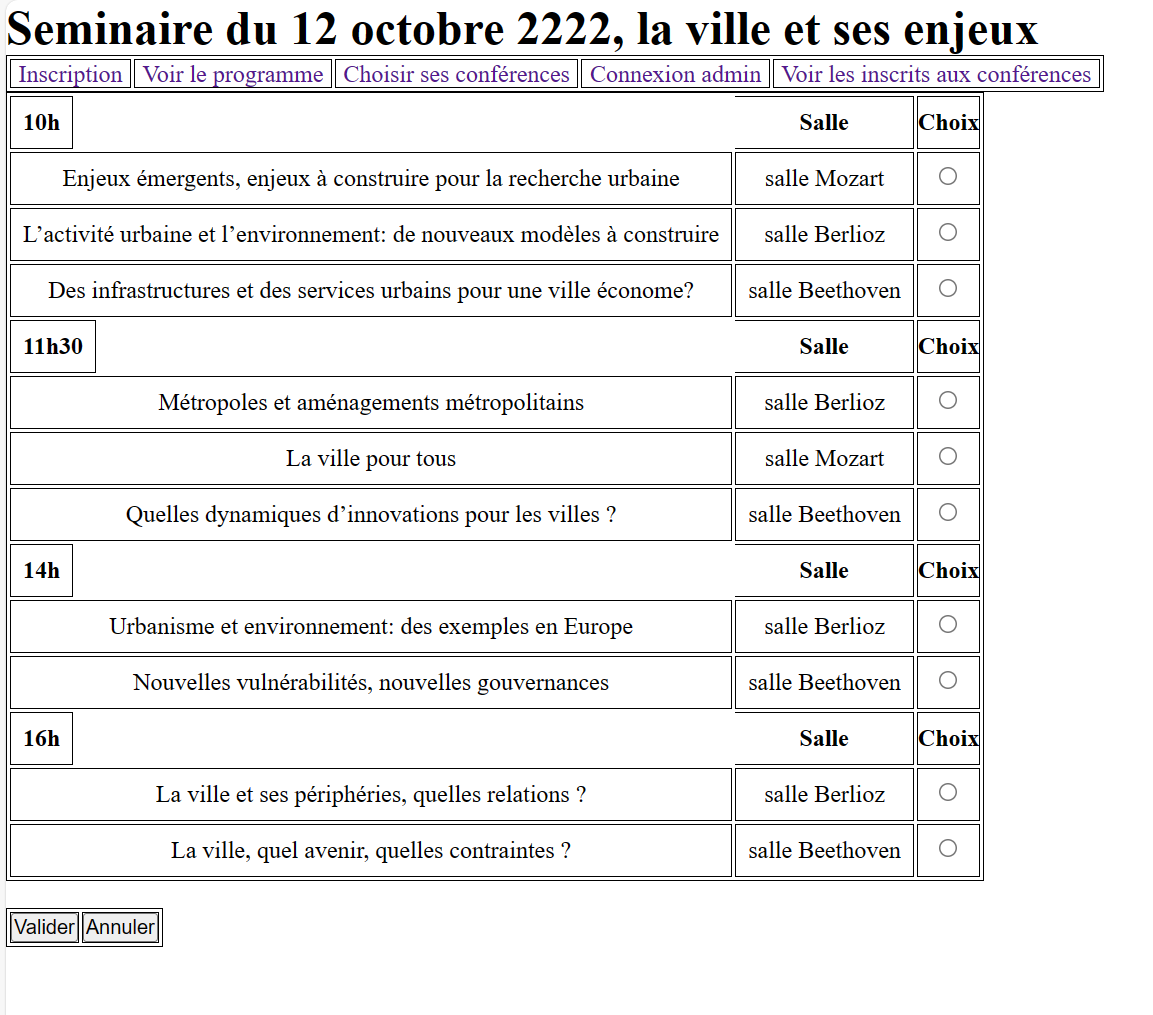 Seminaire du 12 octobre 2222, la ville et ses enjeux
Inscription Voir le programme Choisir ses conférences Connexion admin Voir les inscrits aux conférences
10h Salle Choix
Enjeux émergents, enjeux à construire pour la recherche urbaine salle Mozart
L’activité urbaine et l’environnement: de nouveaux modèles à construire salle Berlioz
Des infrastructures et des services urbains pour une ville économe? salle Beethoven
11h30 Salle Choix
Métropoles et aménagements métropolitains salle Berlioz
La ville pour tous salle Mozart
Quelles dynamiques d’innovations pour les villes ? salle Beethoven
14h Salle Choix
Urbanisme et environnement: des exemples en Europe salle Berlioz
Nouvelles vulnérabilités, nouvelles gouvernances salle Beethoven
16h Salle Choix
La ville et ses périphéries, quelles relations ? salle Berlioz
La ville, quel avenir, quelles contraintes ? salle Beethoven
Valider Annuler